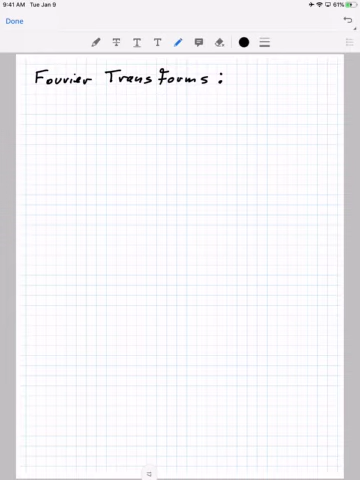 9:41 AM Tue Jan 9
61%
Done
T T T
Fourier Transforms: